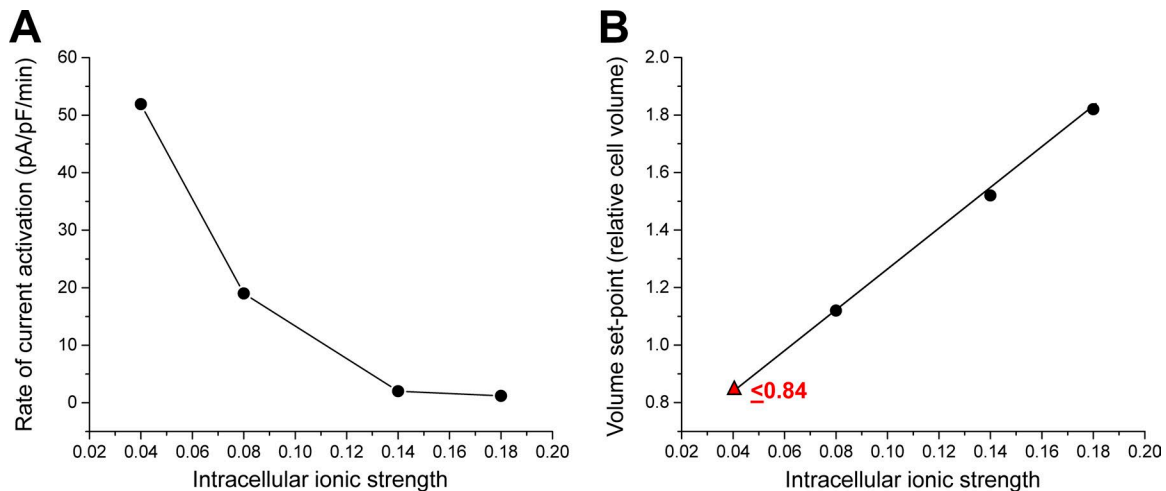 A
Rate of current activation (pA/pF/min)
60
50
40
30
20
10
0
0.02 0.04 0.06 0.08 0.10 0.12 0.14 0.16 0.18 0.20
Intracellular ionic strength
B
Volume set-point (relative cell volume)
2.0
1.8
1.6
1.4
1.2
1.0
0.8
≤0.84
0.02 0.04 0.06 0.08 0.10 0.12 0.14 0.16 0.18 0.20
Intracellular ionic strength